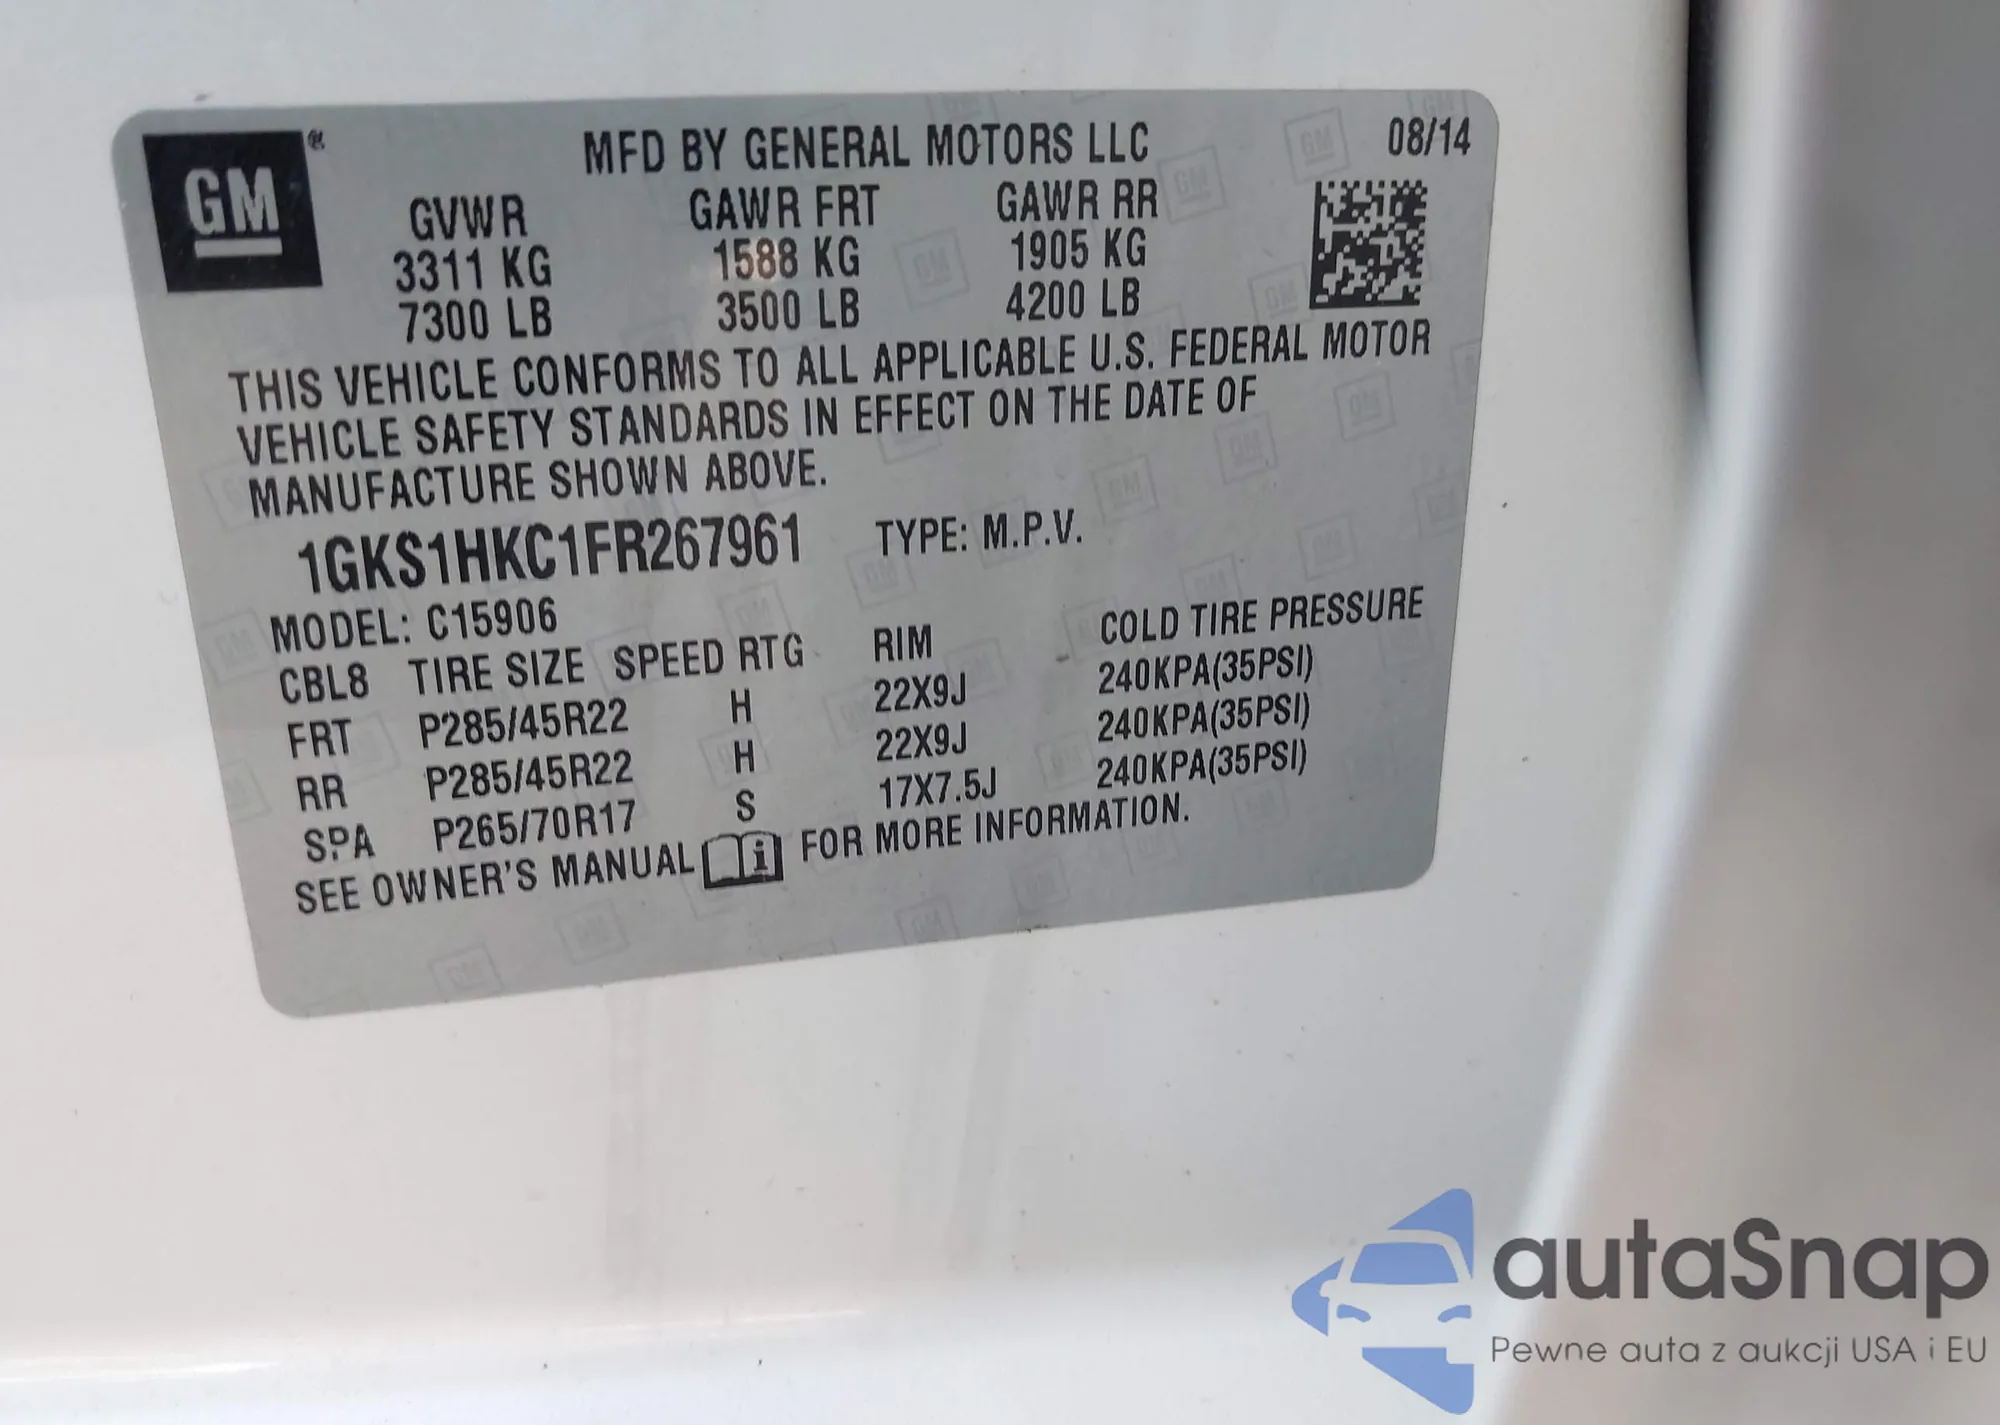 GM ®
MFD BY GENERAL MOTORS LLC 08/14
GVWR GAWR FRT GAWR RR
3311 KG 1588 KG 1905 KG
7300 LB 3500 LB 4200 LB
THIS VEHICLE CONFORMS TO ALL APPLICABLE U.S. FEDERAL MOTOR
VEHICLE SAFETY STANDARDS IN EFFECT ON THE DATE OF
MANUFACTURE SHOWN ABOVE.
1GKS1HKC1FR267961 TYPE: M.P.V.
MODEL: C15906
CBL8 TIRE SIZE SPEED RTG RIM COLD TIRE PRESSURE
FRT P285/45R22 H 22X9J 240KPA(35PSI)
RR P285/45R22 H 22X9J 240KPA(35PSI)
SPA P265/70R17 S 17X7.5J 240KPA(35PSI)
SEE OWNER'S MANUAL i FOR MORE INFORMATION.
autaSnap
Pewne auta z aukcji USA i EU